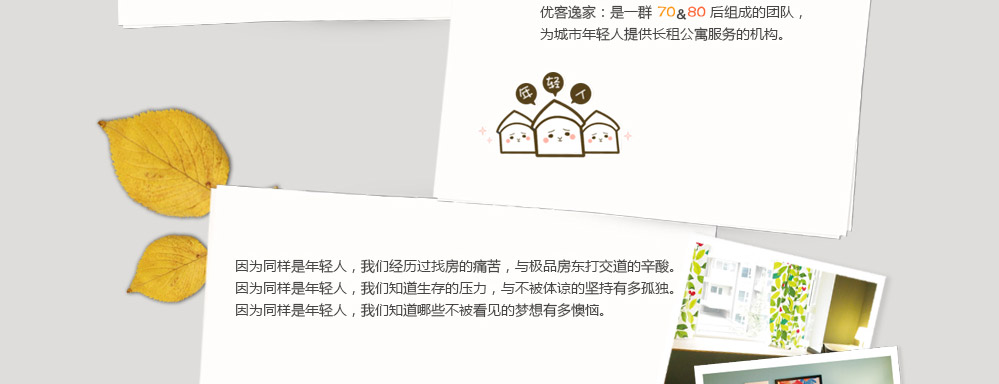 优客逸家：是一群 70&80 后组成的团队，
为城市年轻人提供长租公寓服务的机构。
年 轻 人
因为同样是年轻人，我们经历过找房的痛苦，与极品房东打交道的辛酸。
因为同样是年轻人，我们知道生存的压力，与不被体谅的坚持有多孤独。
因为同样是年轻人，我们知道哪些不被看见的梦想有多懊恼。